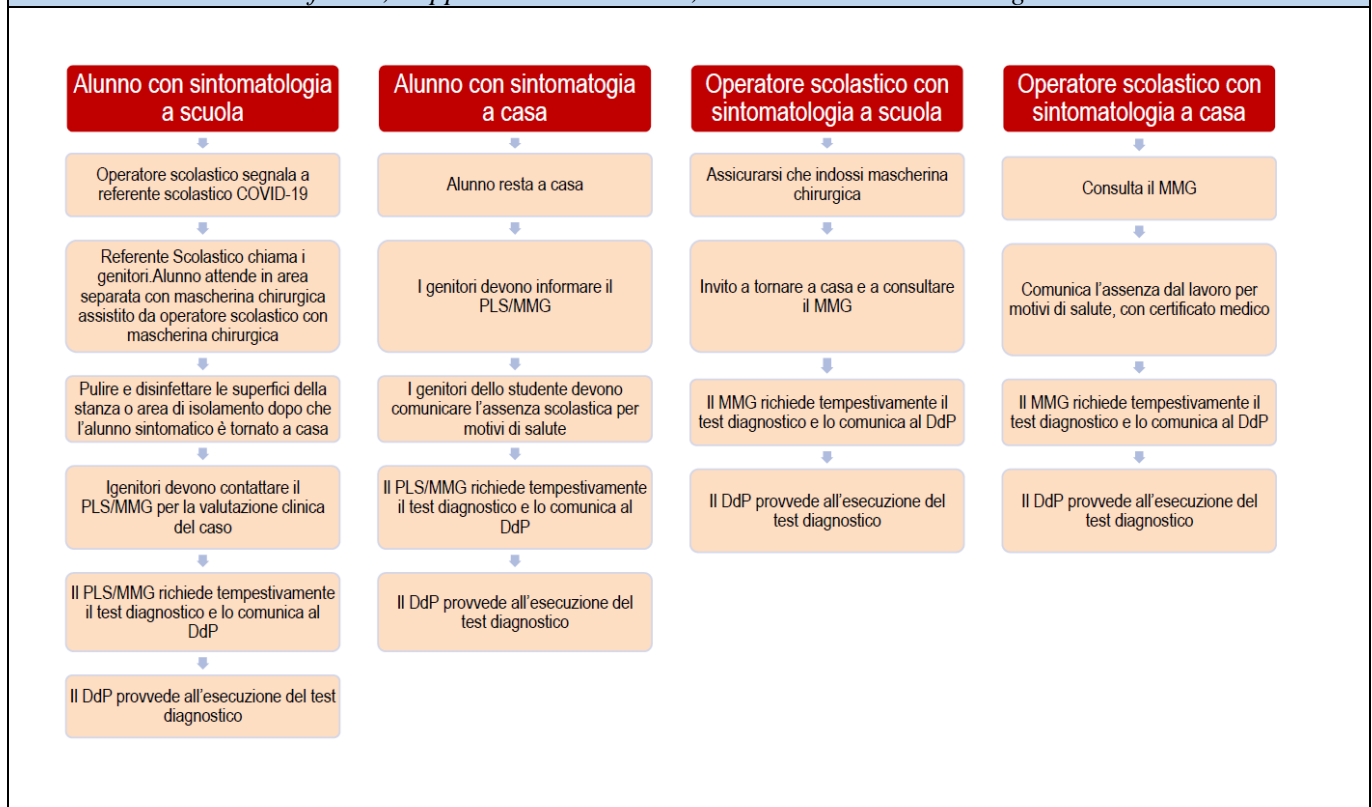 Alunno con sintomatologia
a scuola
Operatore scolastico segnala a
referente scolastico COVID-19
Referente Scolastico chiama i
genitori.Alunno attende in area
separata con mascherina chirurgica
assistito da operatore scolastico con
mascherina chirurgica
Pulire e disinfettare le superfici della
stanza o area di isolamento dopo che
l'alunno sintomatico è tornato a casa
Igenitori devono contattare il
PLS/MMG per la valutazione clinica
del caso
Il PLS/MMG richiede tempestivamente
il test diagnostico e lo comunica al
DdP
Il DdP provvede all'esecuzione del test
diagnostico
Alunno con sintomatogia
a casa
Alunno resta a casa
I genitori devono informare il
PLS/MMG
I genitori dello studente devono
comunicare l'assenza scolastica per
motivi di salute
Il PLS/MMG richiede tempestivamente
il test diagnostico e lo comunica al
DdP
Il DdP provvede all'esecuzione del
test diagnostico
Operatore scolastico con
sintomatologia a scuola
Assicurarsi che indossi mascherina
chirurgica
Invito a tornare a casa e a consultare
il MMG
Il MMG richiede tempestivamente il
test diagnostico e lo comunica al DdP
Il DdP provvede all'esecuzione del
test diagnostico
Operatore scolastico con
sintomatologia a casa
Consulta il MMG
Comunica l'assenza dal lavoro per
motivi di salute, con certificato medico
Il MMG richiede tempestivamente il
test diagnostico e lo comunica al DdP
Il DdP provvede all'esecuzione del
test diagnostico